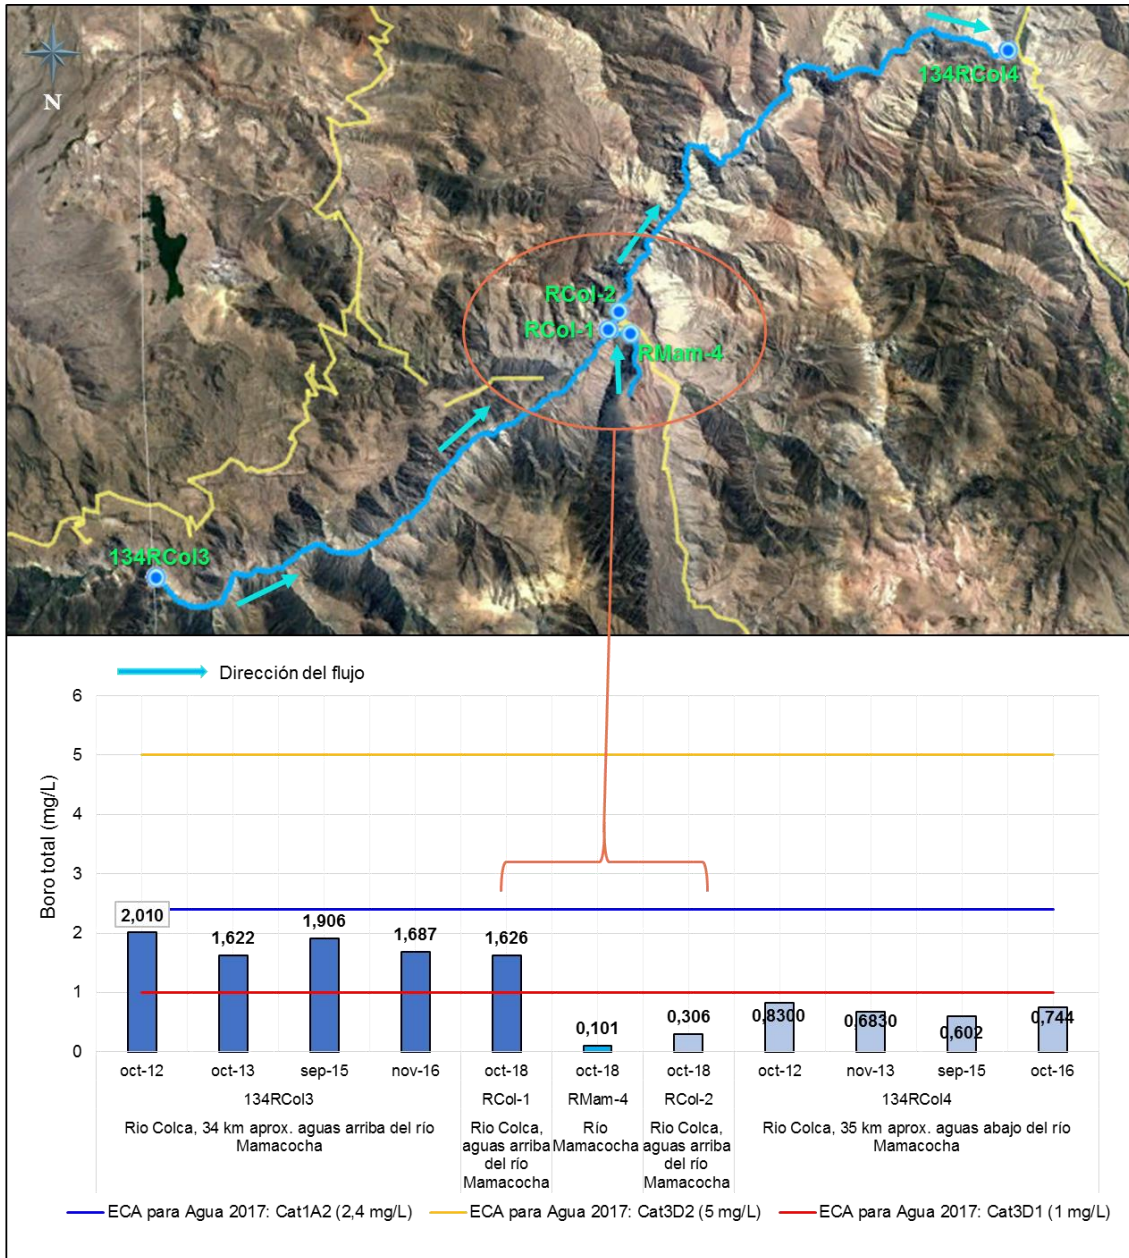 N
134RCol4
RCol-2
RCol-1
RMam-4
134RCol3
Dirección del flujo
Boro total (mg/L)
6
5
4
3
2
1
0
2,010
1,622
1,906
1,687
1,626
0,101
0,306
0,8300
0,6830
0,602
0,744
oct-12
oct-13
sep-15
nov-16
oct-18
oct-18
oct-18
oct-12
nov-13
sep-15
oct-16
134RCol3
RCol-1
RMam-4
RCol-2
134RCol4
Rio Colca, 34 km aprox. aguas arriba del río
Mamacocha
Rio Colca,
aguas arriba
del río
Mamacocha
Río
Mamacocha
Rio Colca,
aguas arriba
del río
Mamacocha
Rio Colca, 35 km aprox. aguas abajo del río
Mamacocha
ECA para Agua 2017: Cat1A2 (2,4 mg/L)
ECA para Agua 2017: Cat3D2 (5 mg/L)
ECA para Agua 2017: Cat3D1 (1 mg/L)